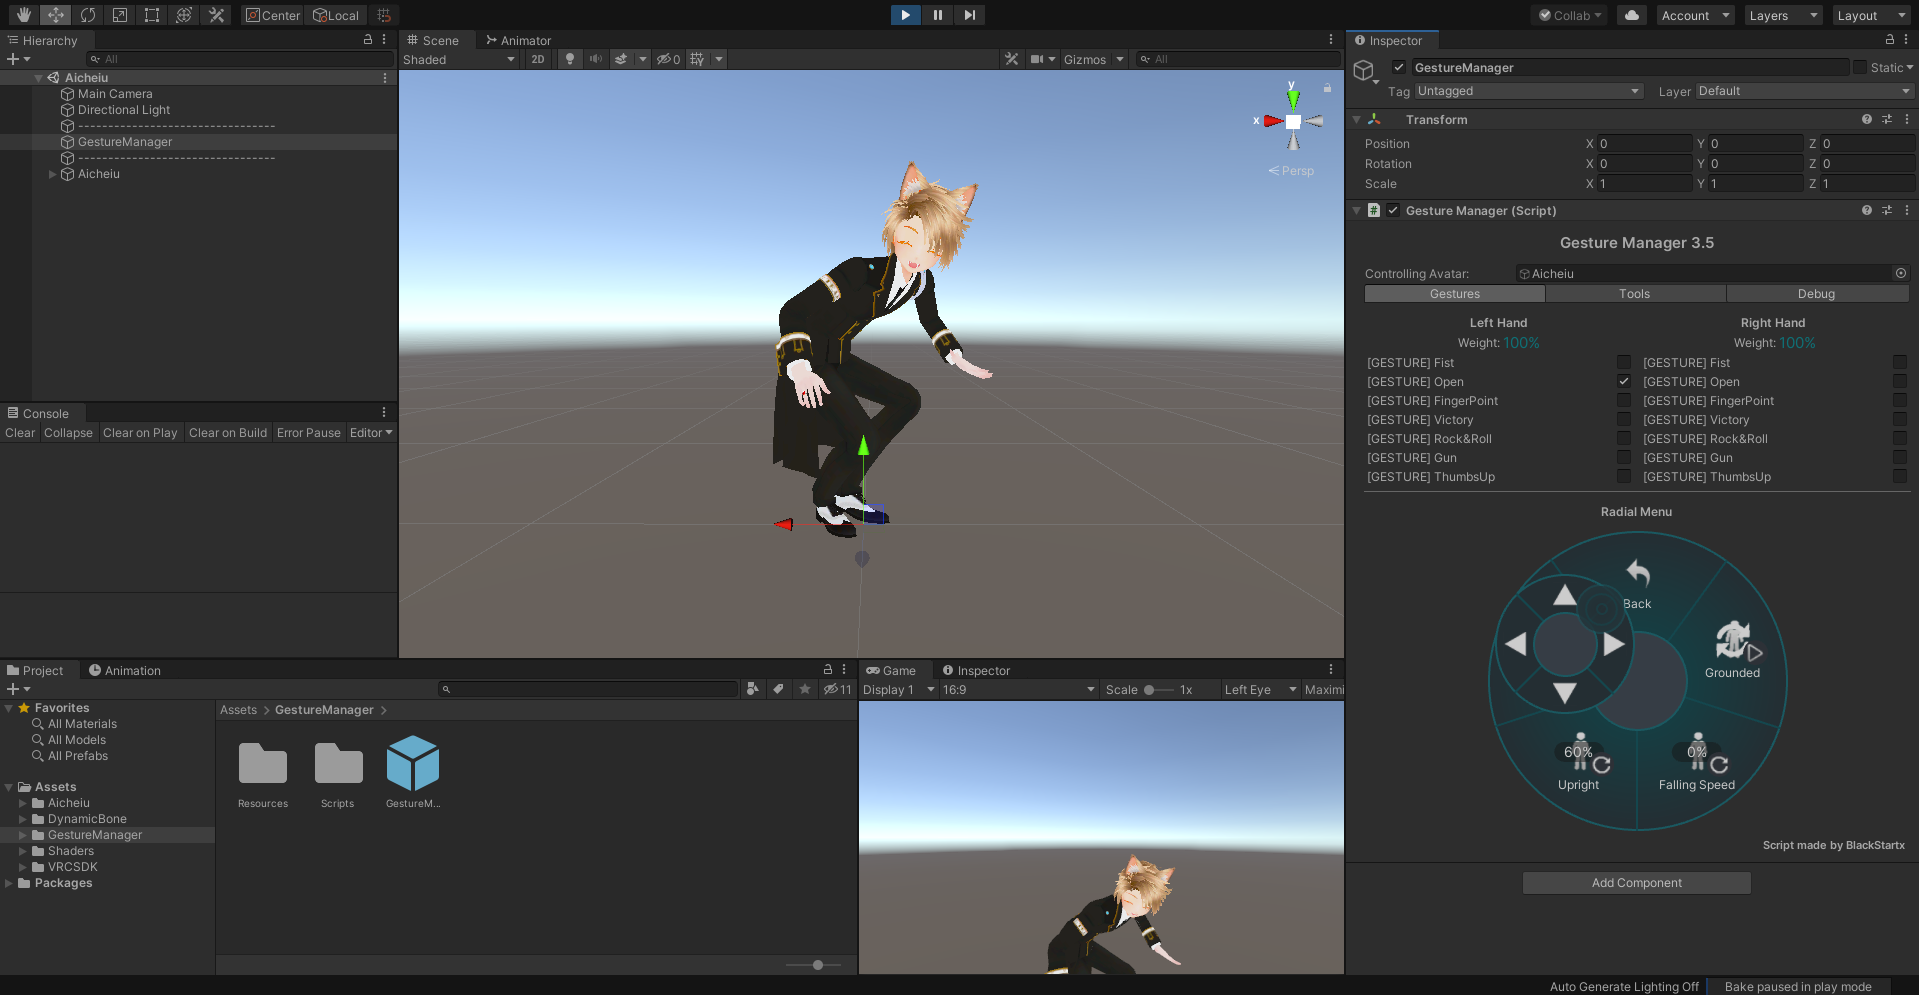 Center
Local
Collab
Account
Layers
Layout
Hierarchy
All
Aicheiu
Main Camera
Directional Light
---------------------------------
GestureManager
---------------------------------
Aicheiu
Console
Clear
Collapse
Clear on Play
Clear on Build
Error Pause
Editor
Scene
Animator
Shaded
2D
0
Gizmos
All
y
x
Persp
Project
Animation
11
Favorites
All Materials
All Models
All Prefabs
Assets
Aicheiu
DynamicBone
GestureManager
Shaders
VRCSDK
Packages
Assets > GestureManager >
Resources
Scripts
GestureM...
Game
Inspector
Display 1
16:9
Scale
1x
Left Eye
Maximi
Inspector
GestureManager
Static
Tag Untagged
Layer Default
Transform
Position X 0 Y 0 Z 0
Rotation X 0 Y 0 Z 0
Scale X 1 Y 1 Z 1
# Gesture Manager (Script)
Gesture Manager 3.5
Controlling Avatar: Aicheiu
Gestures Tools Debug
Left Hand Right Hand
Weight: 100% Weight: 100%
[GESTURE] Fist [GESTURE] Fist
[GESTURE] Open [GESTURE] Open
[GESTURE] FingerPoint [GESTURE] FingerPoint
[GESTURE] Victory [GESTURE] Victory
[GESTURE] Rock&Roll [GESTURE] Rock&Roll
[GESTURE] Gun [GESTURE] Gun
[GESTURE] ThumbsUp [GESTURE] ThumbsUp
Radial Menu
Back
Grounded
60%
Upright
0%
Falling Speed
Script made by BlackStartx
Add Component
Auto Generate Lighting Off
Bake paused in play mode